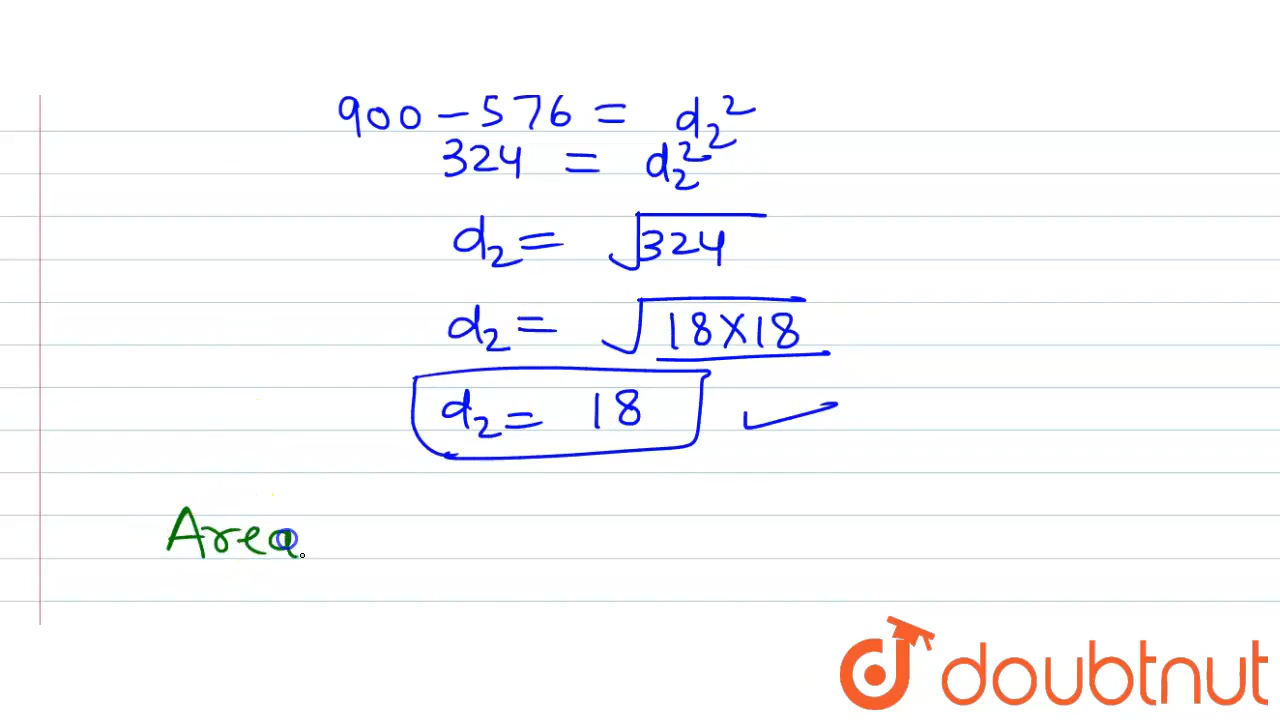 900 - 576 = d₂²
324 = d₂²
d₂ = √324
d₂ = √18×18
d₂ = 18 ✓
Area
doubtnut